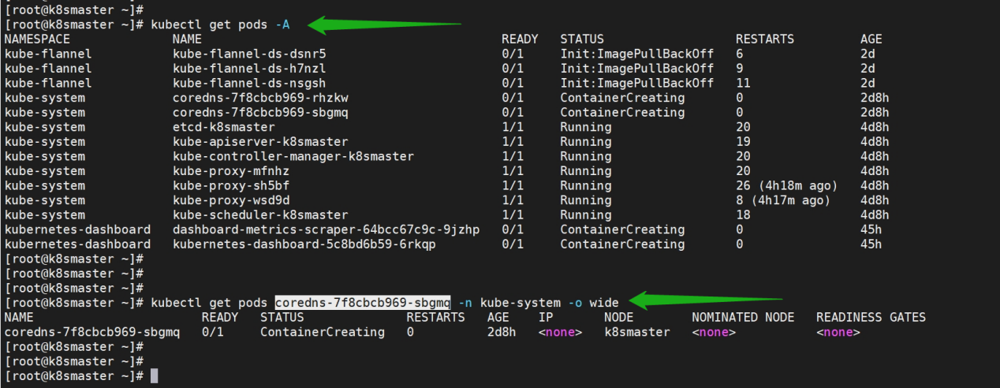 [root@k8smaster ~]#
[root@k8smaster ~]# kubectl get pods -A
NAMESPACE NAME READY STATUS RESTARTS AGE
kube-flannel kube-flannel-ds-dsnr5 0/1 Init:ImagePullBackOff 6 2d
kube-flannel kube-flannel-ds-h7nzl 0/1 Init:ImagePullBackOff 9 2d
kube-flannel kube-flannel-ds-nsgsh 0/1 Init:ImagePullBackOff 11 2d
kube-system coredns-7f8cbcb969-rhzkw 0/1 ContainerCreating 0 2d8h
kube-system coredns-7f8cbcb969-sbgmq 0/1 ContainerCreating 0 2d8h
kube-system etcd-k8smaster 1/1 Running 20 4d8h
kube-system kube-apiserver-k8smaster 1/1 Running 19 4d8h
kube-system kube-controller-manager-k8smaster 1/1 Running 20 4d8h
kube-system kube-proxy-mfnhz 1/1 Running 20 4d8h
kube-system kube-proxy-sh5bf 1/1 Running 26 (4h18m ago) 4d8h
kube-system kube-proxy-wsd9d 1/1 Running 8 (4h17m ago) 4d8h
kube-system kube-scheduler-k8smaster 1/1 Running 18 4d8h
kubernetes-dashboard dashboard-metrics-scraper-64bcc67c9c-9jzhp 0/1 ContainerCreating 0 45h
kubernetes-dashboard kubernetes-dashboard-5c8bd6b59-6rkqp 0/1 ContainerCreating 0 45h
[root@k8smaster ~]#
[root@k8smaster ~]#
[root@k8smaster ~]#
[root@k8smaster ~]# kubectl get pods coredns-7f8cbcb969-sbgmq -n kube-system -o wide
NAME READY STATUS RESTARTS AGE IP NODE NOMINATED NODE READINESS GATES
coredns-7f8cbcb969-sbgmq 0/1 ContainerCreating 0 2d8h <none> k8smaster <none> <none>
[root@k8smaster ~]#
[root@k8smaster ~]#
[root@k8smaster ~]#